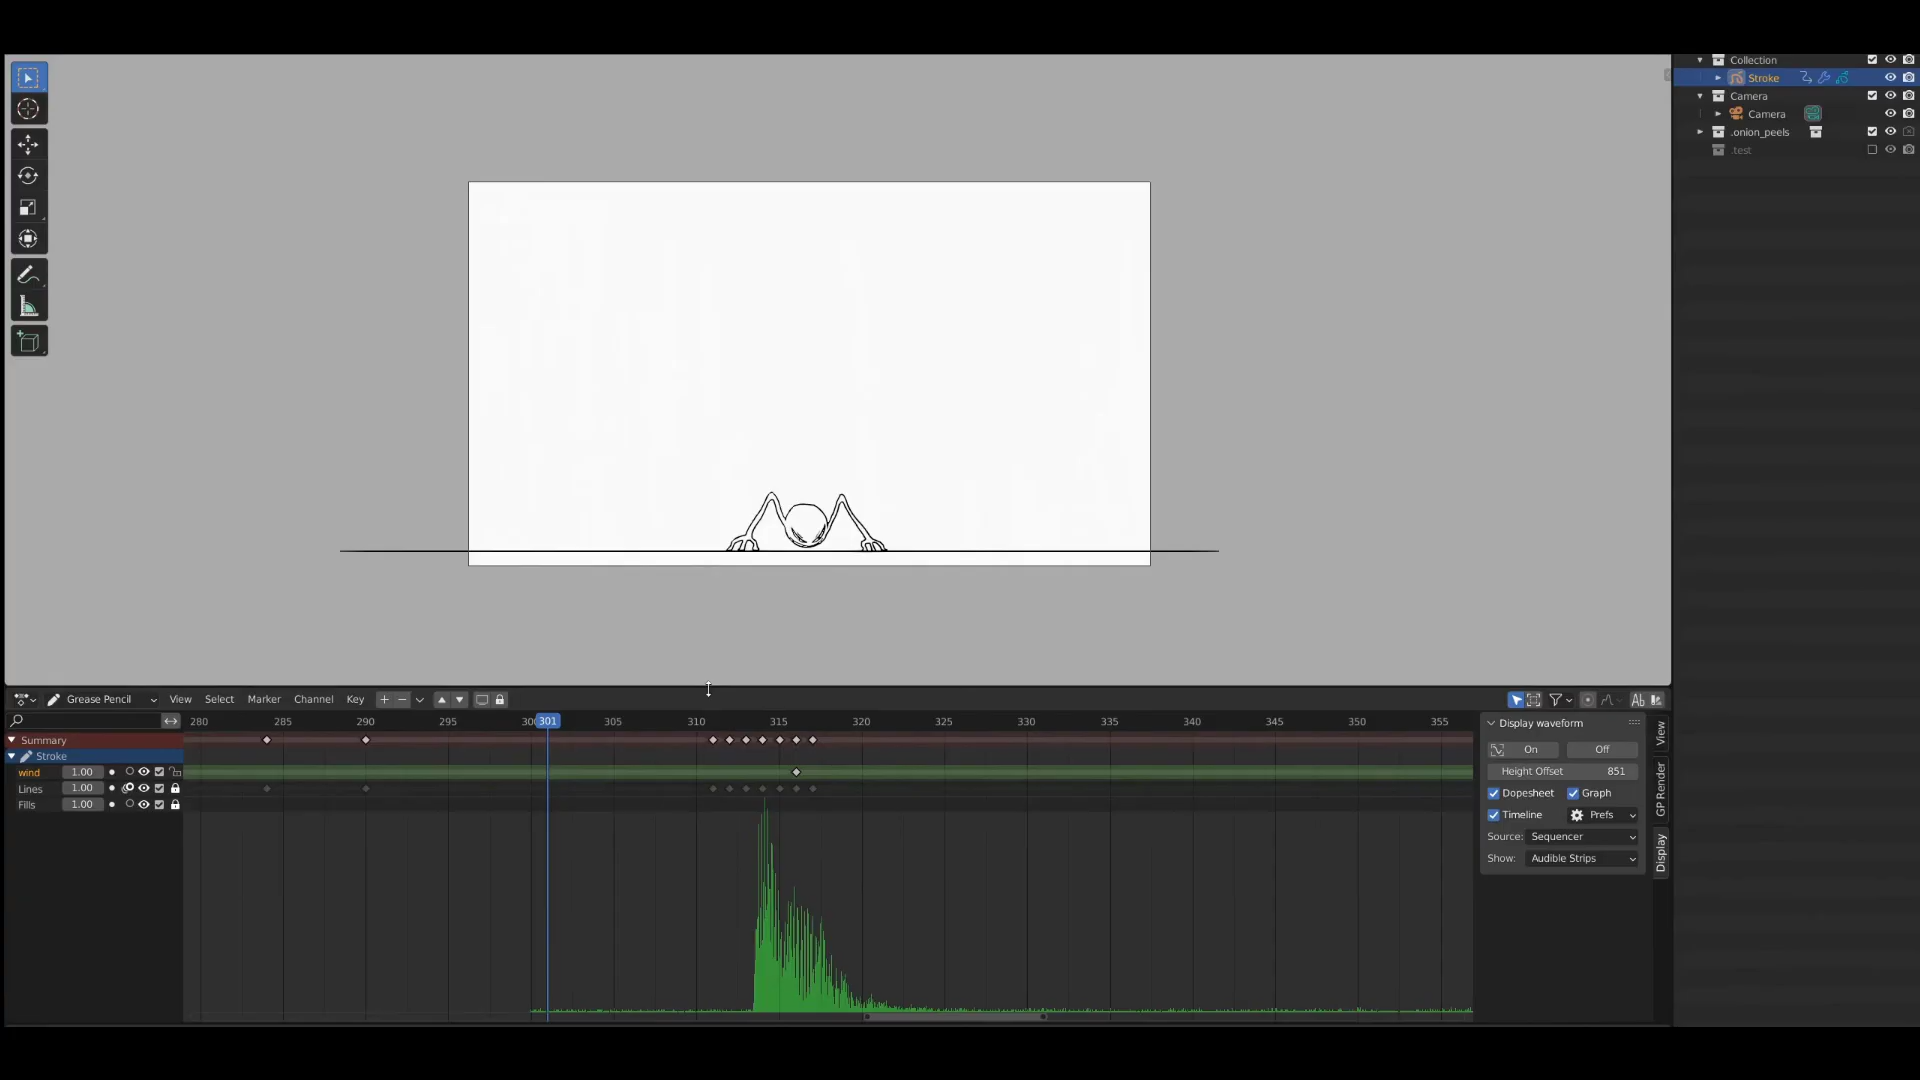 Collection
Stroke
Camera
Camera
.onion_peels
.test
Grease Pencil View Select Marker Channel Key
280 285 290 295 300 301 305 310 315 320 325 330 335 340 345 350 355
Summary
Stroke
wind 1.00
Lines 1.00
Fills 1.00
Display waveform
On Off
Height Offset 851
Dopesheet Graph
Timeline Prefs
Source: Sequencer
Show: Audible Strips
View
GP Render
Display